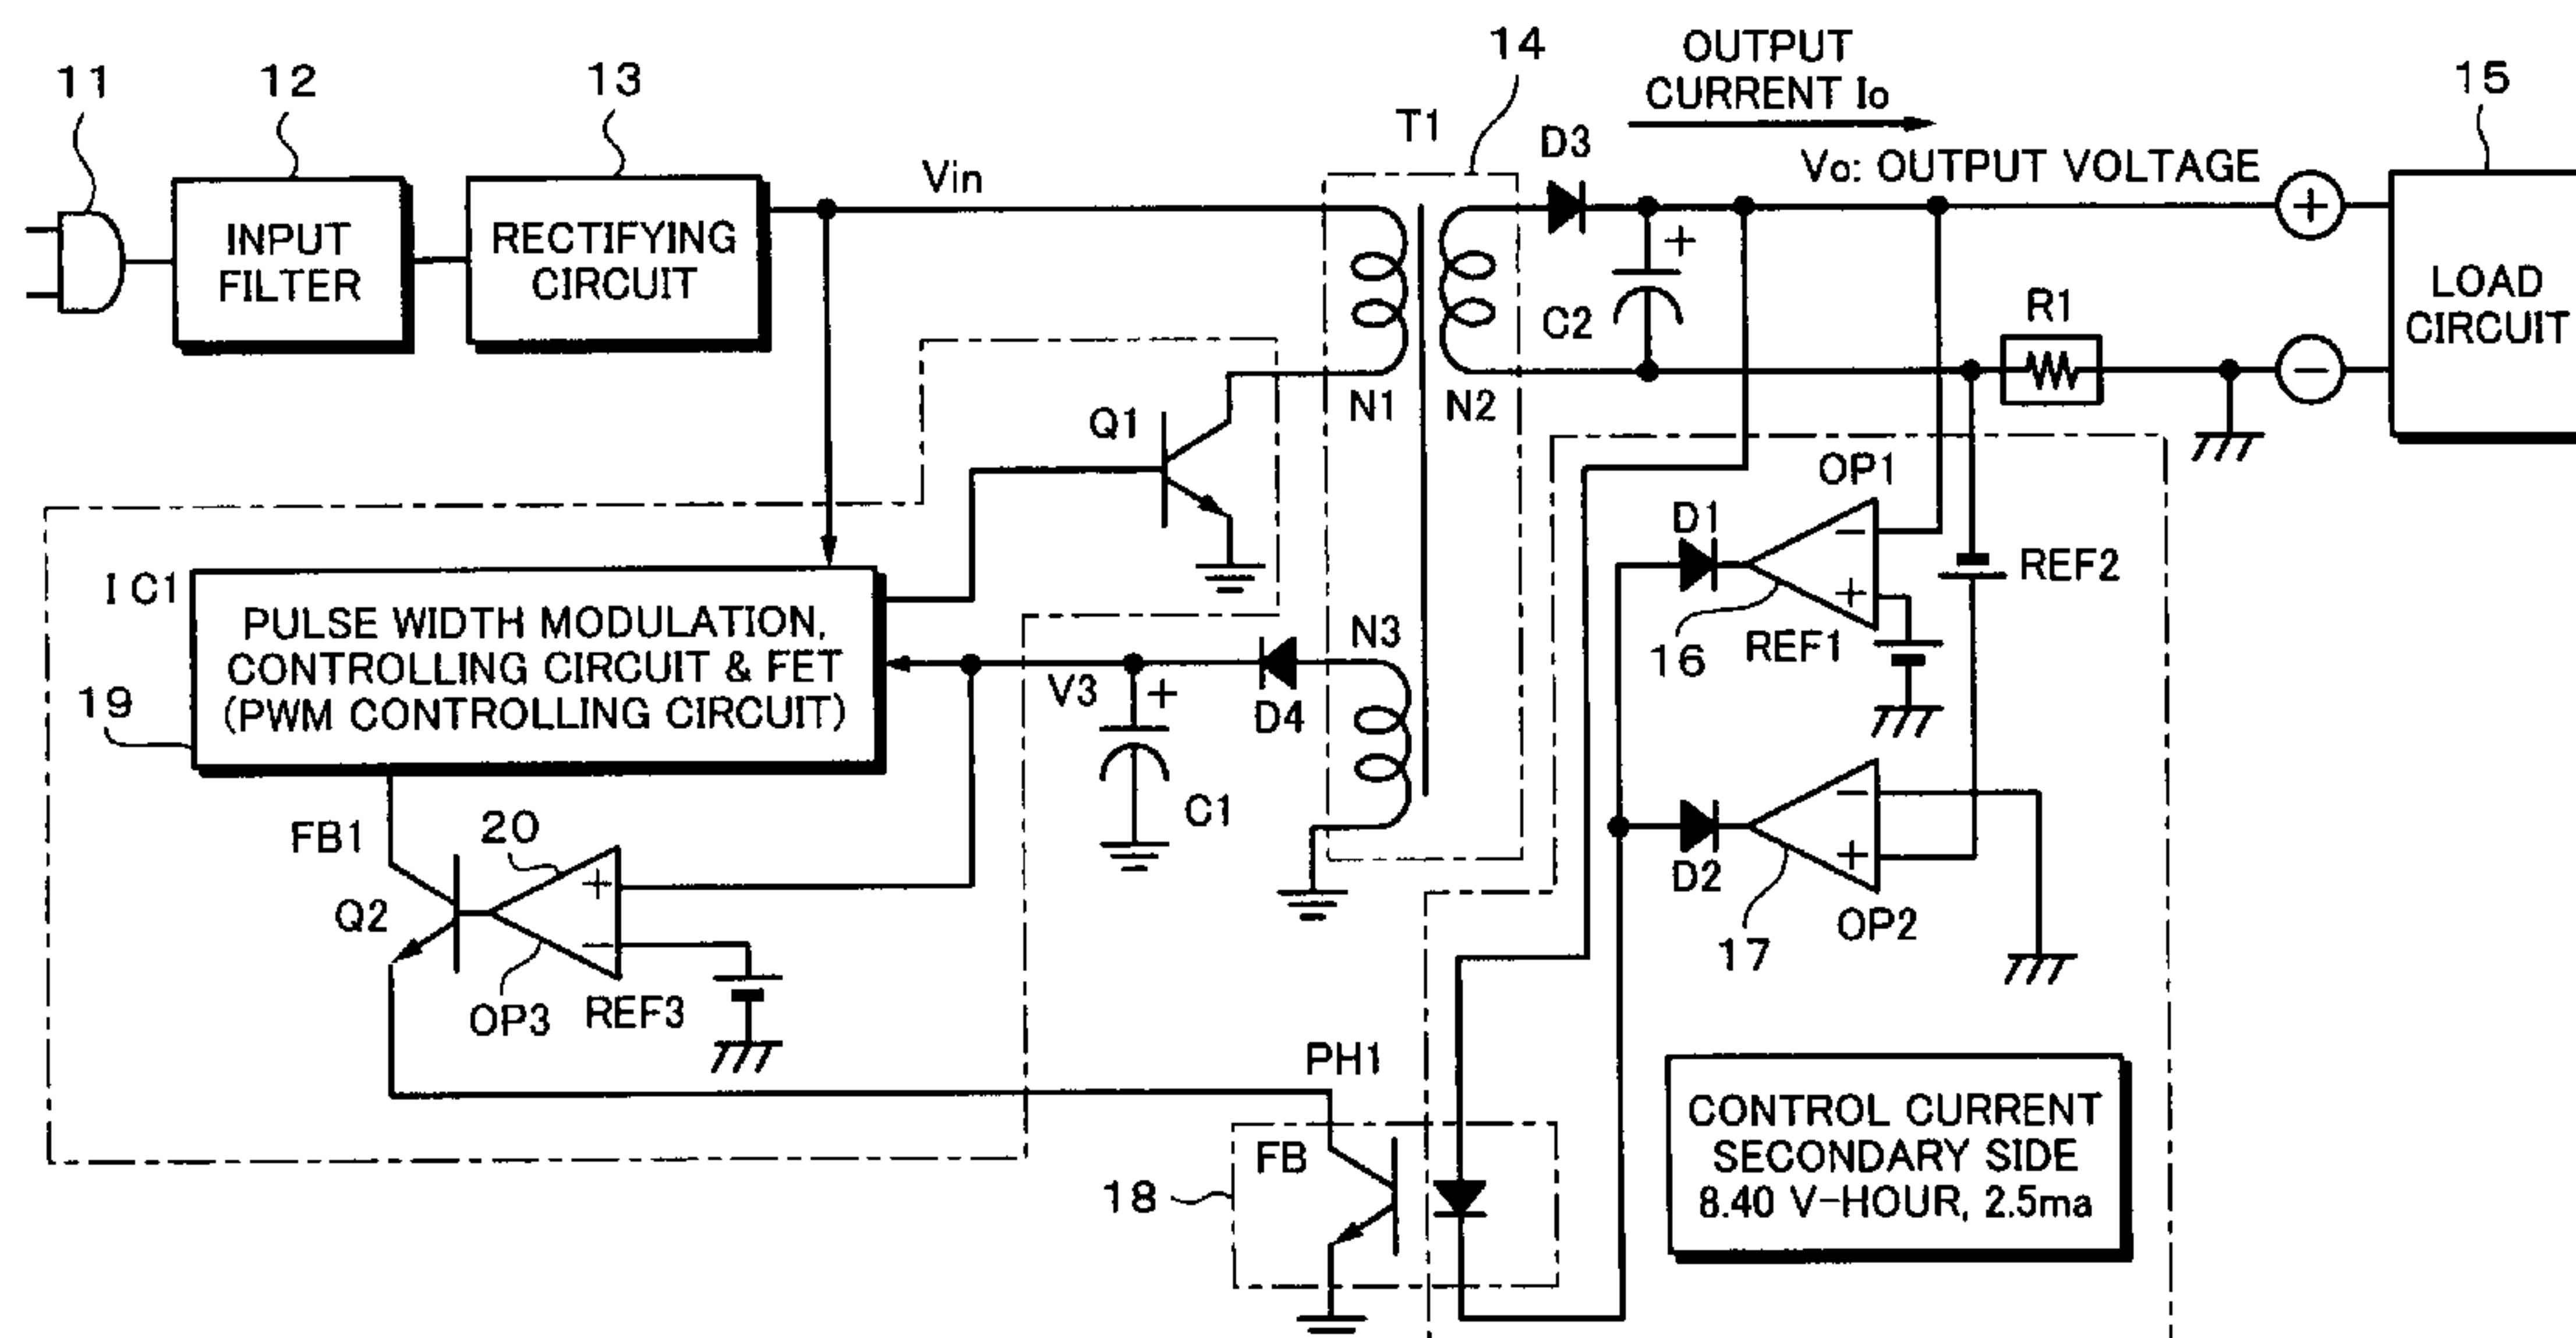 11
12
13
14
15
OUTPUT
CURRENT Io
T1
D3
Vin
Vo: OUTPUT VOLTAGE
+
INPUT
FILTER
RECTIFYING
CIRCUIT
+
C2
R1
LOAD
CIRCUIT
−
N1
N2
Q1
OP1
D1
−
REF2
+
REF1
16
IC1
PULSE WIDTH MODULATION,
CONTROLLING CIRCUIT & FET
(PWM CONTROLLING CIRCUIT)
19
N3
V3
+
D4
C1
−
+
D2
OP2
17
FB1
20
+
Q2
−
OP3
REF3
PH1
FB
18
CONTROL CURRENT
SECONDARY SIDE
8.40 V-HOUR, 2.5ma